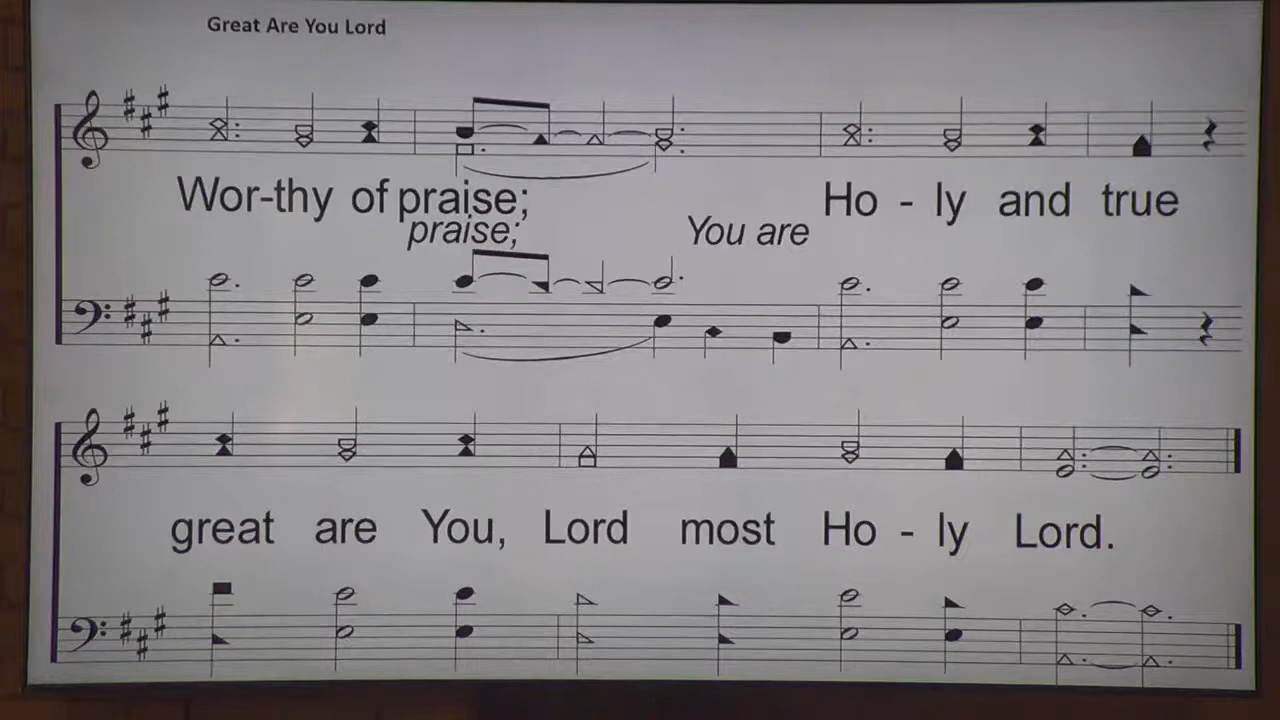 Great Are You Lord
Wor-thy of praise; Ho - ly and true
praise; You are
great are You, Lord most Ho - ly Lord.